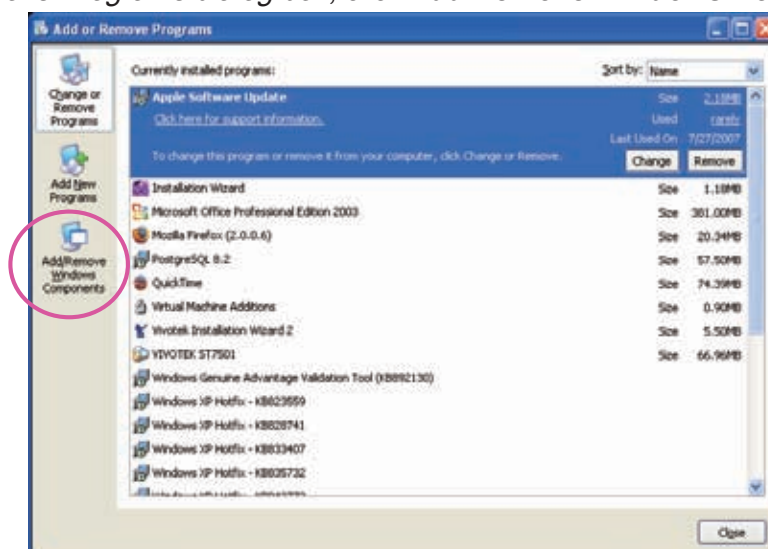 Add or Remove Programs
Change or
Remove
Programs
Add New
Programs
Add/Remove
Windows
Components
Currently installed programs:
Sort by: Name
Apple Software Update
Size 2.18MB
Click here for support information.
Used rarely
Last Used On 7/27/2007
To change this program or remove it from your computer, click Change or Remove.
Change Remove
Installation Wizard Size 1.18MB
Microsoft Office Professional Edition 2003 Size 381.00MB
Mozilla Firefox (2.0.0.6) Size 20.34MB
PostgreSQL 8.2 Size 57.50MB
QuickTime Size 74.39MB
Virtual Machine Additions Size 0.90MB
Vivotek Installation Wizard 2 Size 5.50MB
VIVOTEK ST7501 Size 66.96MB
Windows Genuine Advantage Validation Tool (KB892130)
Windows XP Hotfix - KB823559
Windows XP Hotfix - KB828741
Windows XP Hotfix - KB833407
Windows XP Hotfix - KB835732
Close